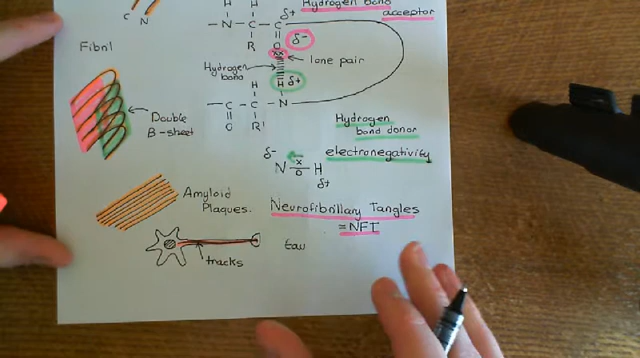 C N
H H δ+ Hydrogen bond
N — C — C acceptor
R O δ-
xx lone pair
Fibril
Hydrogen
bond
H H δ+
— C — C — N
O R'
Double
B-sheet
Hydrogen
bond donor
electronegativity
δ-
N x o H
δ+
Amyloid
Plaques.
Neurofibrillary Tangles
= NFT
tau
tracks